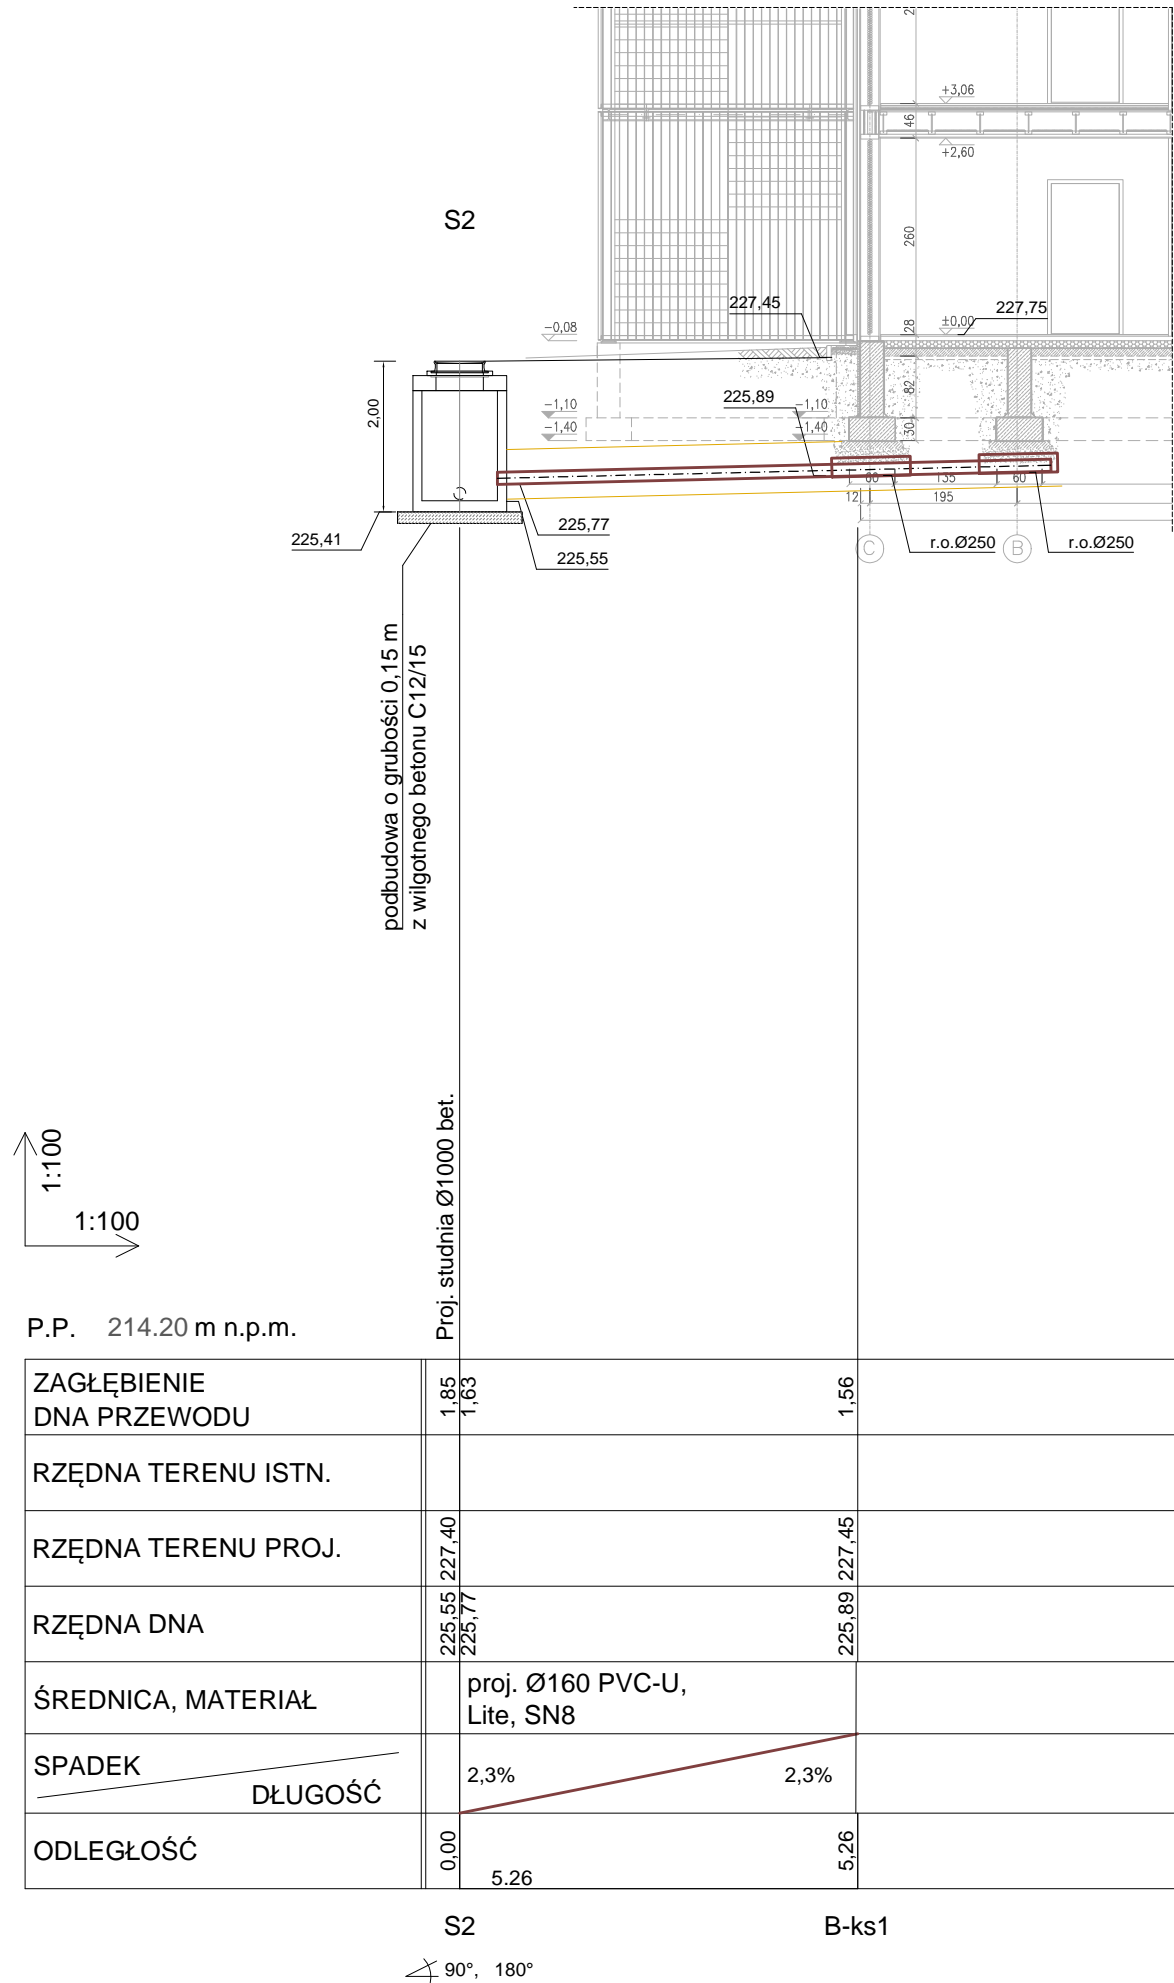 2
+3,06
46
+2,60
S2
260
227,45
227,75
-0,08
28
±0,00
2,00
225,89
82
-1,10
-1,10
-1,40
-1,40
30
60
135
60
12
195
225,77
225,41
225,55
C
r.o.Ø250
B
r.o.Ø250
podbudowa o grubości 0,15 m
z wilgotnego betonu C12/15
Proj. studnia Ø1000 bet.
1:100
1:100
P.P. 214.20 m n.p.m.
ZAGŁĘBIENIE
DNA PRZEWODU
1,85
1,63
1,56
RZĘDNA TERENU ISTN.
RZĘDNA TERENU PROJ.
227,40
227,45
RZĘDNA DNA
225,55
225,77
225,89
ŚREDNICA, MATERIAŁ
proj. Ø160 PVC-U,
Lite, SN8
SPADEK
DŁUGOŚĆ
2,3%
2,3%
ODLEGŁOŚĆ
0,00
5.26
5,26
S2
B-ks1
90°, 180°